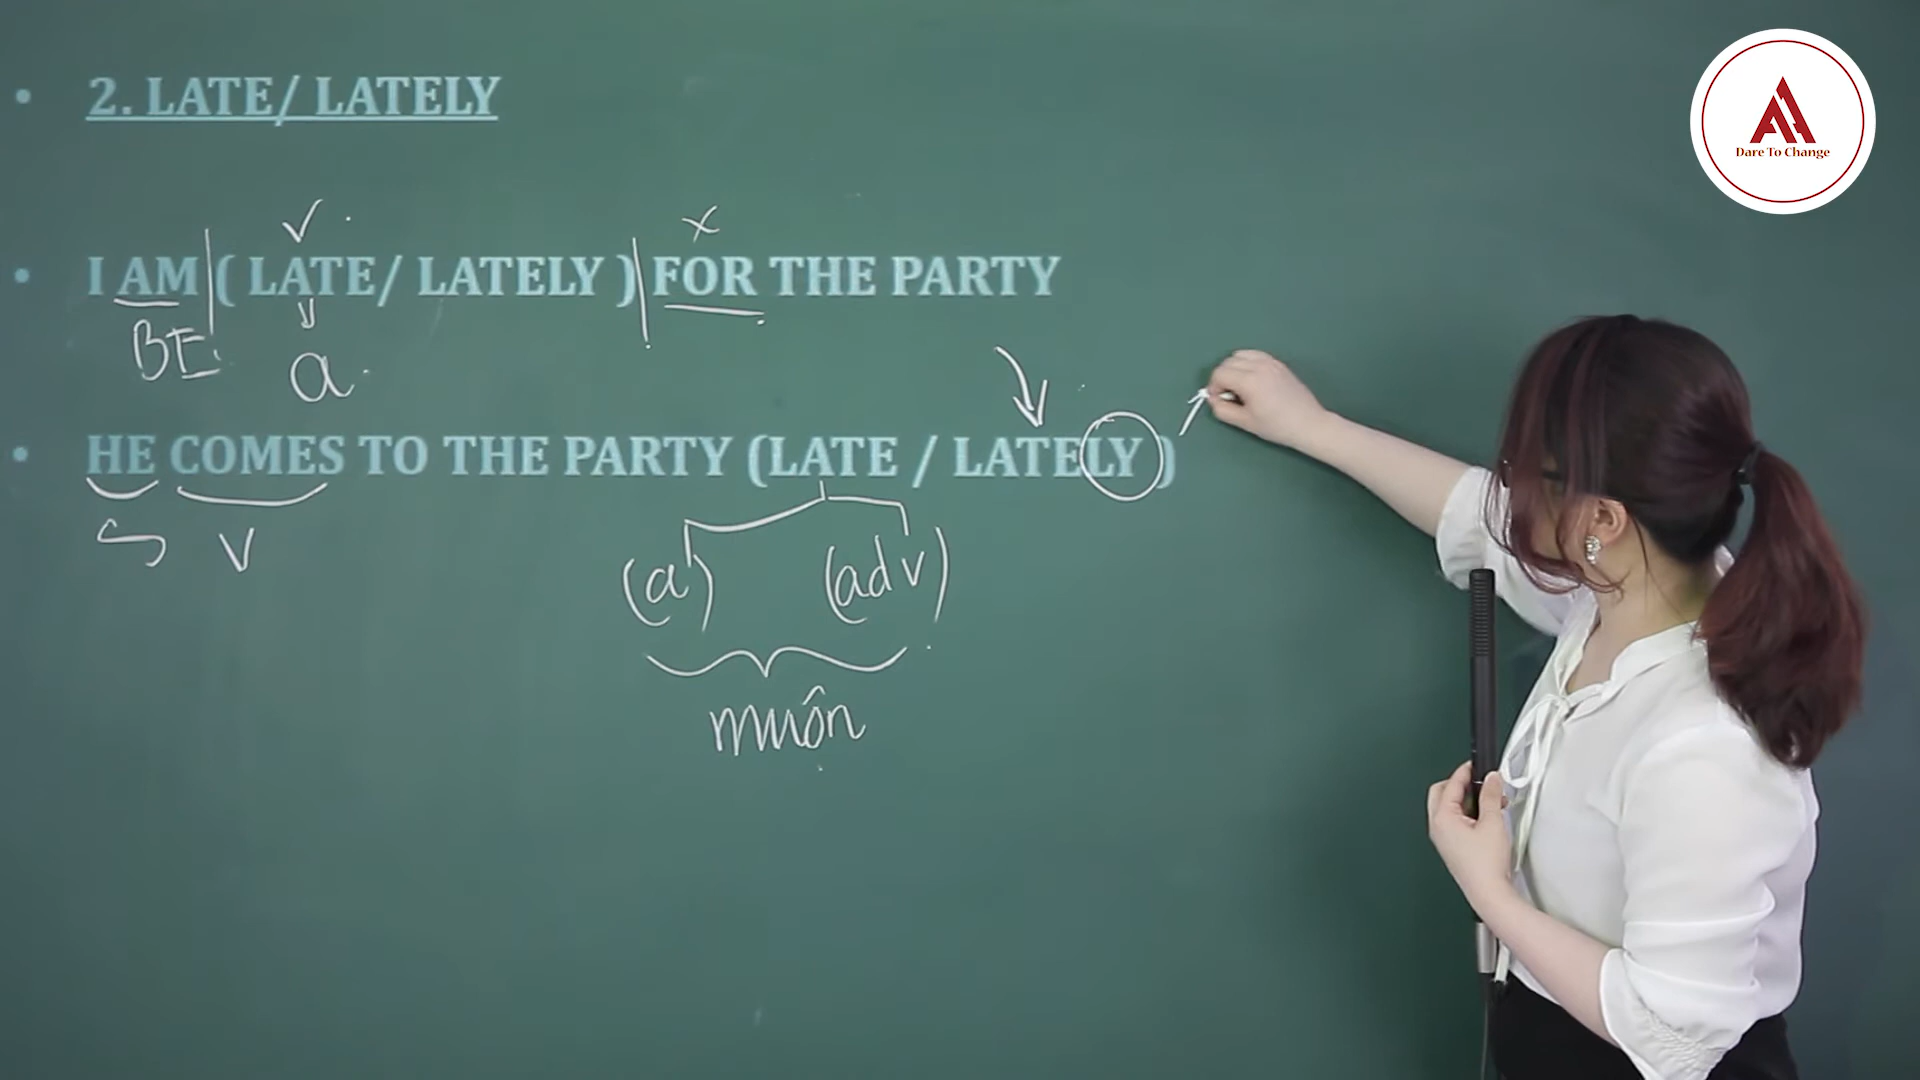 • 2. LATE/ LATELY
Dare To Change
✓ x
• I AM ( LATE/ LATELY ) FOR THE PARTY
BE a
• HE COMES TO THE PARTY (LATE / LATELY )
S V (a) (adv)
muộn